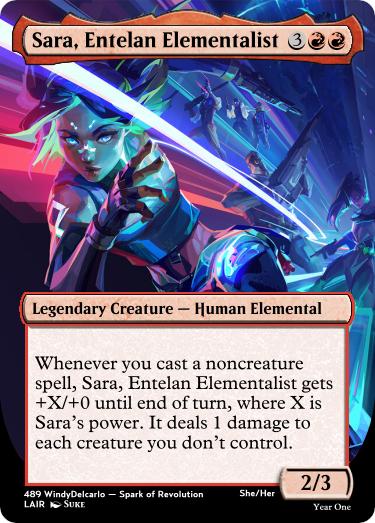 Sara, Entelan Elementalist 3
Legendary Creature — Human Elemental
Whenever you cast a noncreature
spell, Sara, Entelan Elementalist gets
+X/+0 until end of turn, where X is
Sara's power. It deals 1 damage to
each creature you don't control.
2/3
489 WindyDelcarlo — Spark of Revolution She/Her
LAIR SUKE Year One